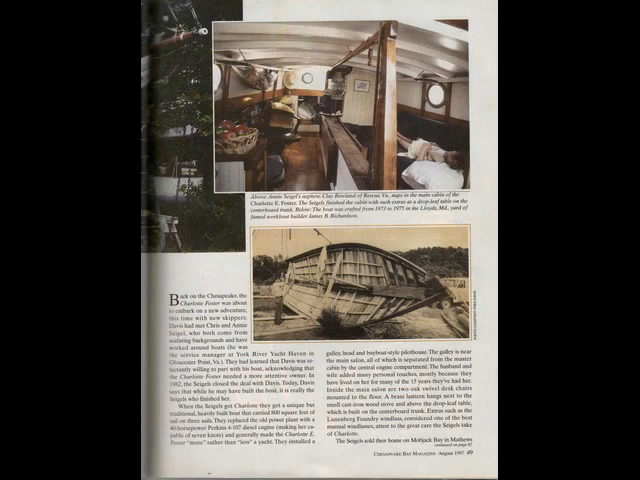 Above: Annie Seigel's nephew, Clay Rowland of Rescue, Va., naps in the main cabin of the
Charlotte E. Foster. The Seigels finished the cabin with such extras as a drop-leaf table on the
centerboard trunk. Below: The boat was crafted from 1973 to 1975 in the Lloyds, Md., yard of
famed workboat builder James B. Richardson.
Back on the Chesapeake, the
Charlotte Foster was about
to embark on a new adventure,
this time with new skippers.
Davis had met Chris and Annie
Seigel, who both come from
seafaring backgrounds and have
worked around boats (he was
the service manager at York River Yacht Haven in
Gloucester Point, Va.). They had learned that Davis was re-
luctantly willing to part with his boat, acknowledging that
the Charlotte Foster needed a more attentive owner. In
1982, the Seigels closed the deal with Davis. Today, Davis
says that while he may have built the boat, it is really the
Seigels who finished her.
When the Seigels got Charlotte they got a unique but
traditional, heavily built boat that carried 800 square feet of
sail on three sails. They replaced the old power plant with a
40-horsepower Perkins 4-107 diesel engine (making her ca-
pable of seven knots) and generally made the Charlotte E.
Foster "more" rather than "less" a yacht. They installed a
galley, head and buyboat-style pilothouse. The galley is near
the main salon, all of which is separated from the master
cabin by the central engine compartment. The husband and
wife added many personal touches, mostly because they
have lived on her for many of the 15 years they've had her.
Inside the main salon are two oak swivel desk chairs
mounted to the floor. A brass lantern hangs next to the
small cast-iron wood stove and above the drop-leaf table,
which is built on the centerboard trunk. Extras such as the
Lunenberg Foundry windlass, considered one of the best
manual windlasses, attest to the great care the Seigels take
of Charlotte.
The Seigels sold their home on Mobjack Bay in Mathews
CHESAPEAKE BAY MAGAZINE August 1997 49